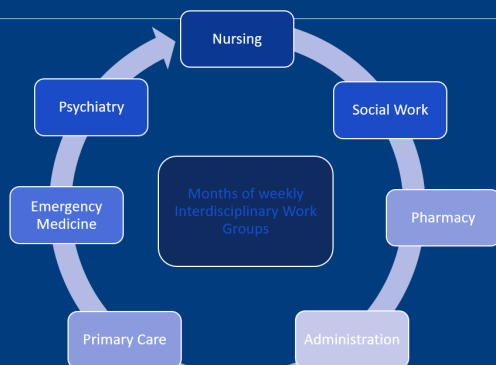 Nursing
Social Work
Pharmacy
Administration
Primary Care
Emergency
Medicine
Psychiatry
Months of weekly
Interdisciplinary Work
Groups